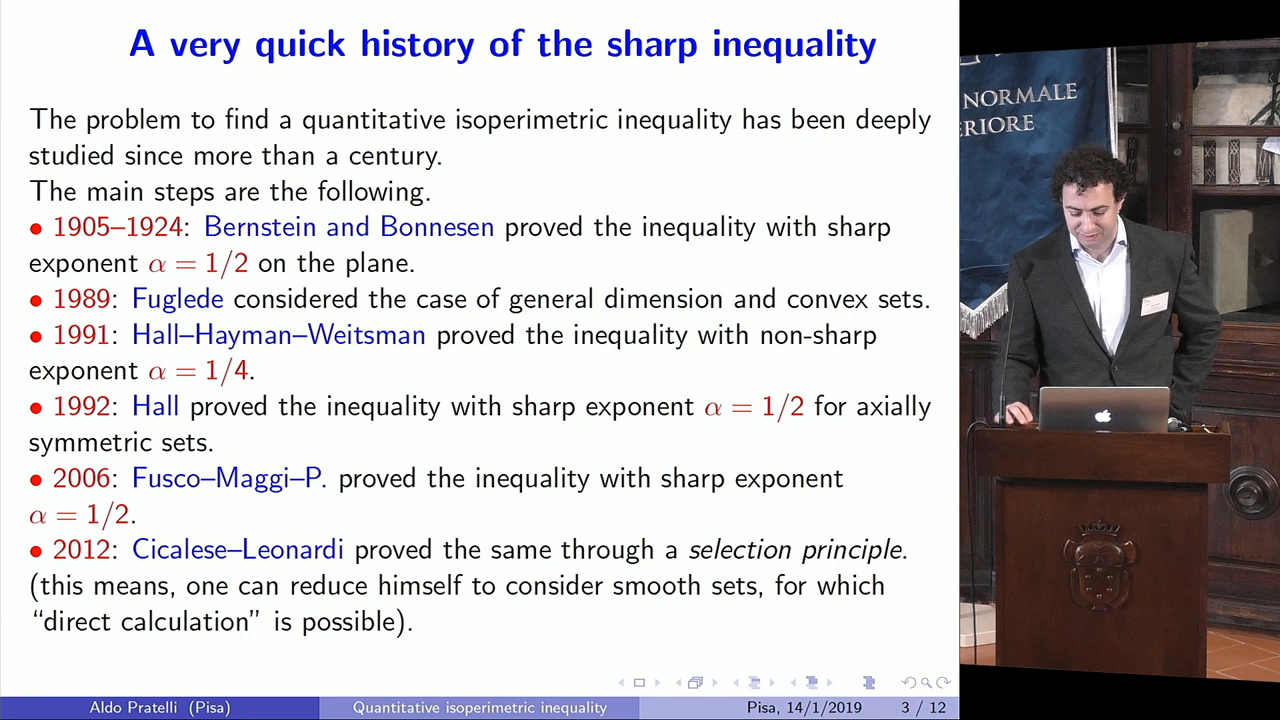 A very quick history of the sharp inequality
The problem to find a quantitative isoperimetric inequality has been deeply
studied since more than a century.
The main steps are the following.
• 1905–1924: Bernstein and Bonnesen proved the inequality with sharp
exponent α = 1/2 on the plane.
• 1989: Fuglede considered the case of general dimension and convex sets.
• 1991: Hall–Hayman–Weitsman proved the inequality with non-sharp
exponent α = 1/4.
• 1992: Hall proved the inequality with sharp exponent α = 1/2 for axially
symmetric sets.
• 2006: Fusco–Maggi–P. proved the inequality with sharp exponent
α = 1/2.
• 2012: Cicalese–Leonardi proved the same through a selection principle.
(this means, one can reduce himself to consider smooth sets, for which
“direct calculation” is possible).
Aldo Pratelli (Pisa) Quantitative isoperimetric inequality Pisa, 14/1/2019 3 / 12
NORMALE
ERIORE